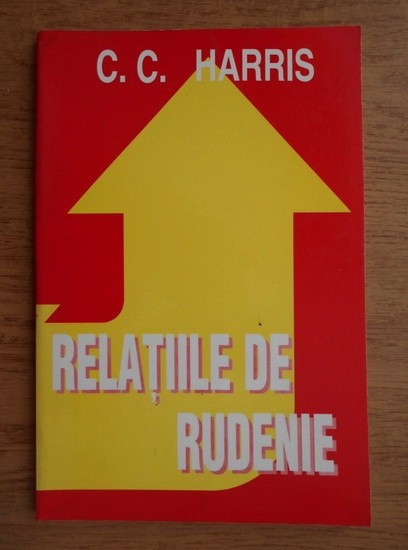 C. C. HARRIS
RELAȚIILE DE
RUDENIE